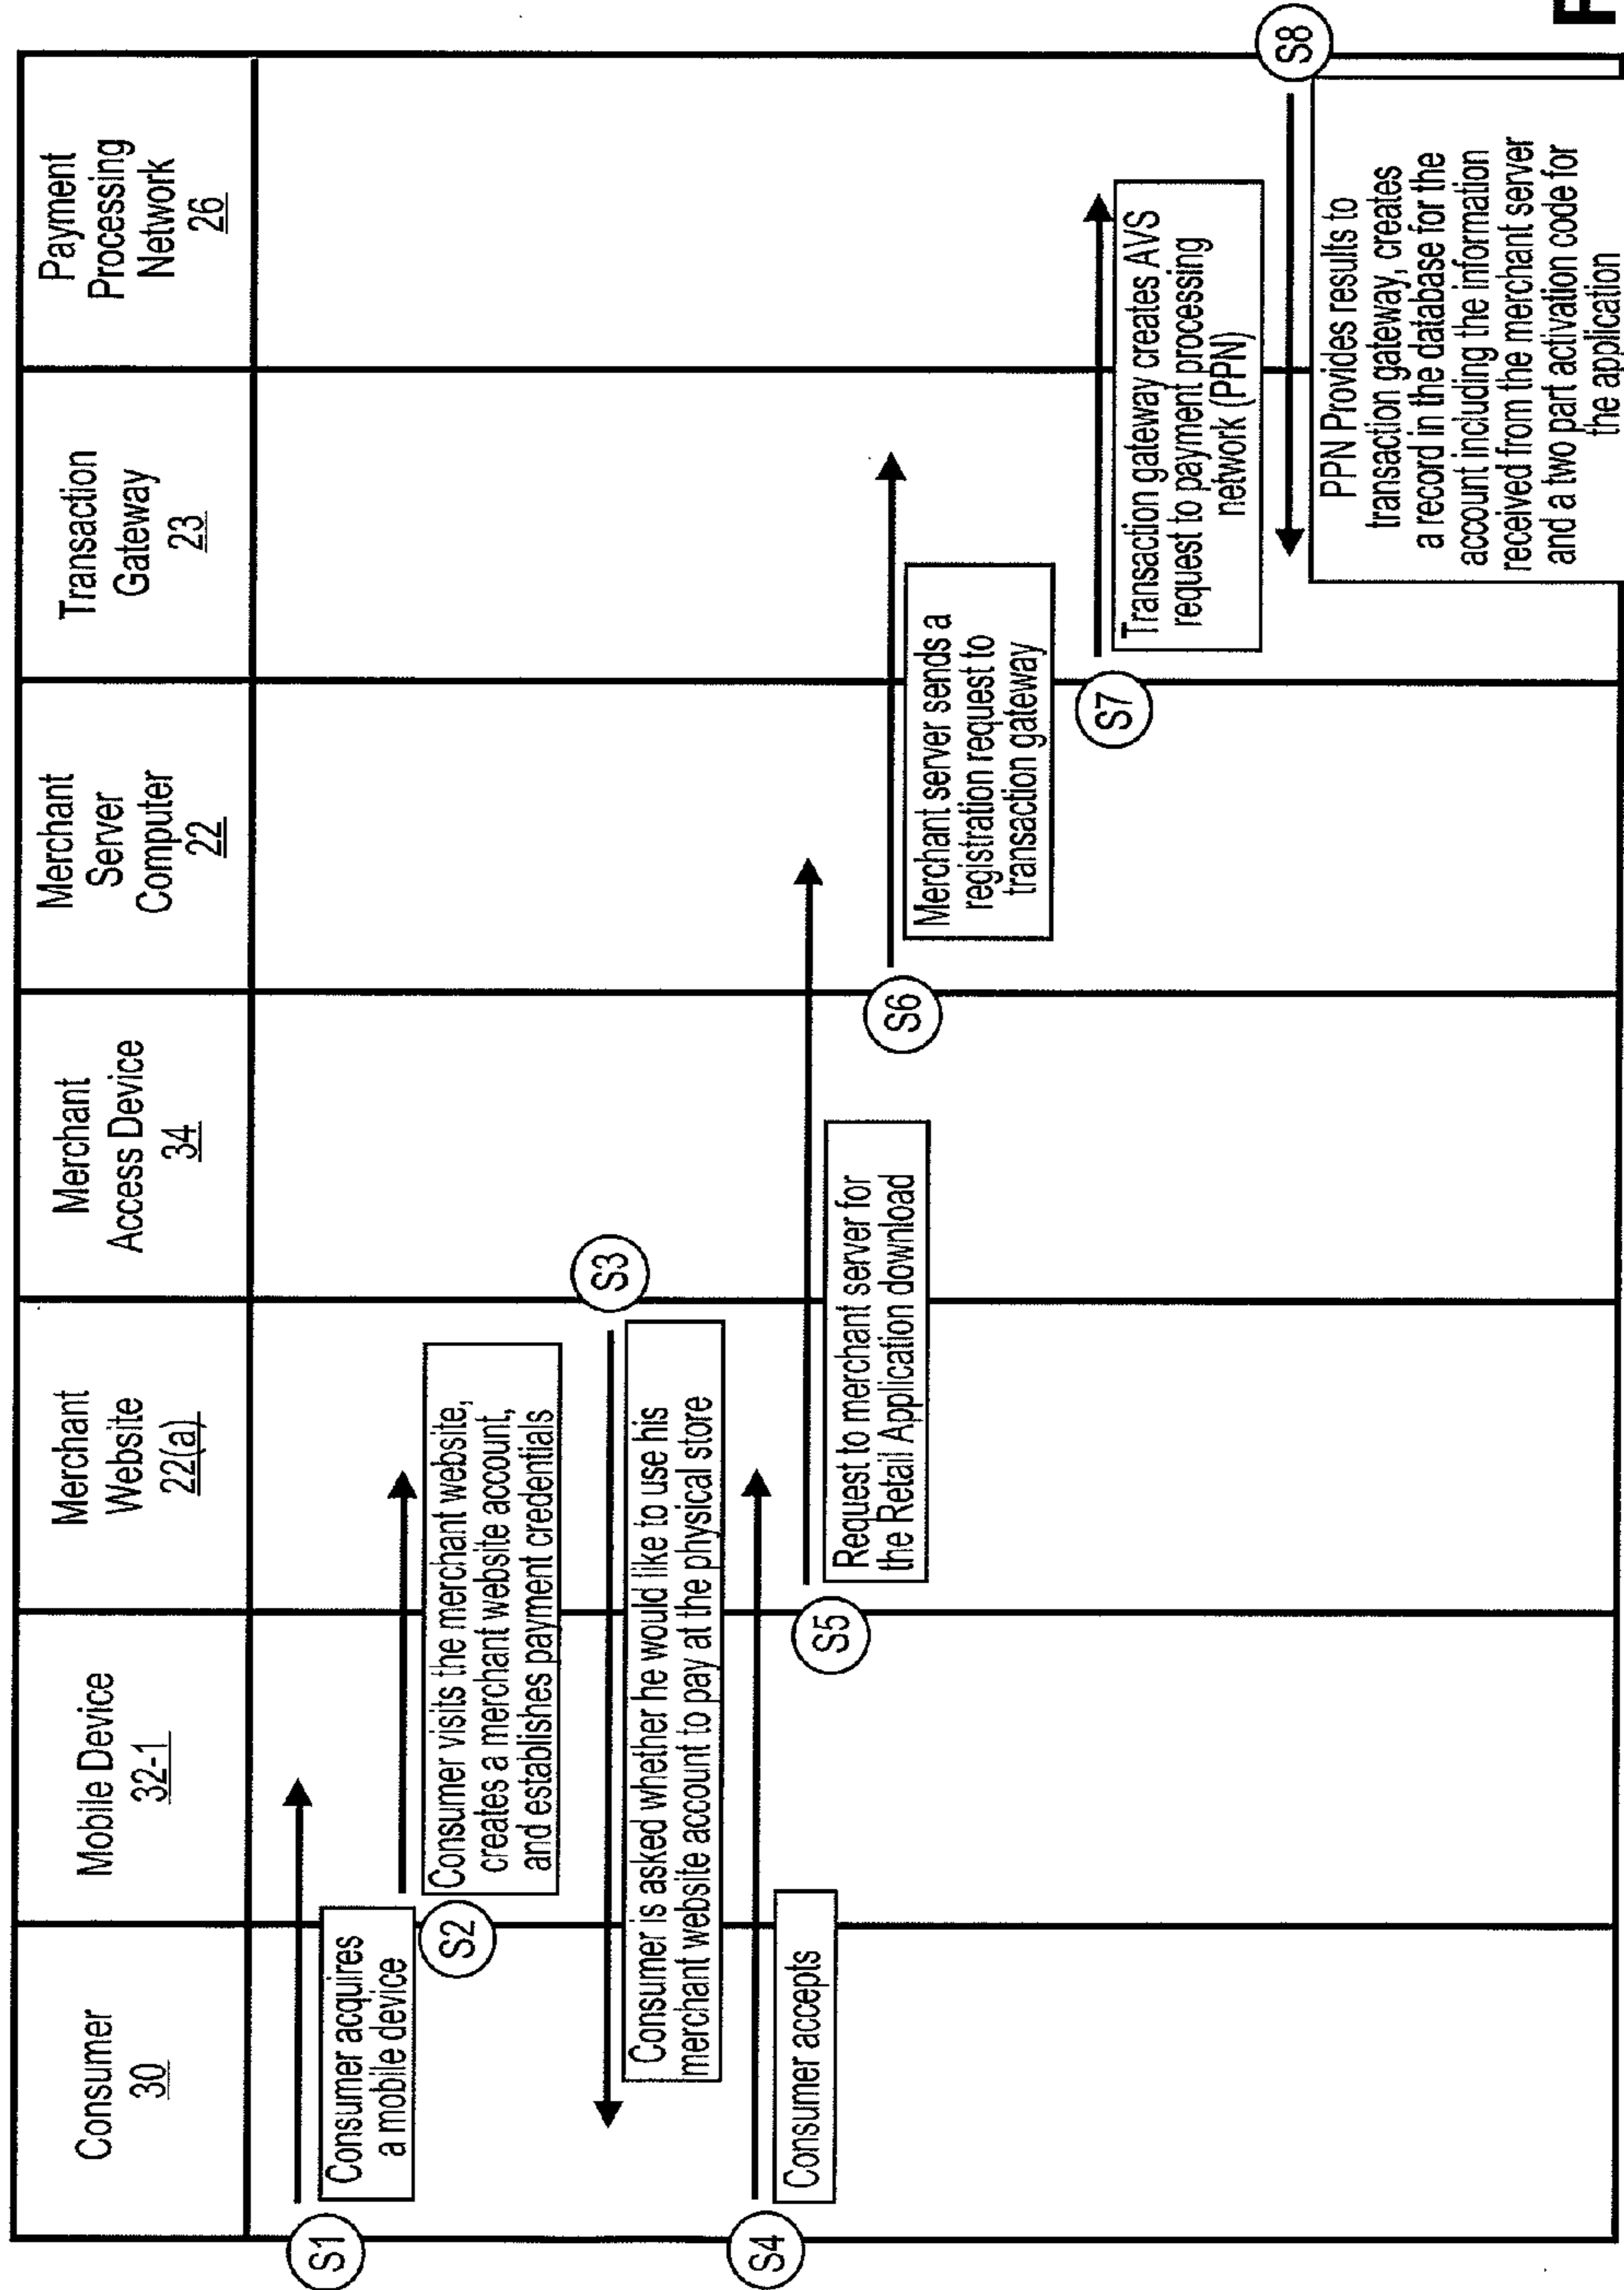 Consumer
30
Mobile Device
32-1
Merchant
Website
22(a)
Merchant
Access Device
34
Merchant
Server
Computer
22
Transaction
Gateway
23
Payment
Processing
Network
26
S1
Consumer acquires
a mobile device
S2
Consumer visits the merchant website,
creates a merchant website account,
and establishes payment credentials
S3
Consumer is asked whether he would like to use his
merchant website account to pay at the physical store
S4
Consumer accepts
S5
Request to merchant server for
the Retail Application download
S6
Merchant server sends a
registration request to
transaction gateway
S7
Transaction gateway creates AVS
request to payment processing
network (PPN)
S8
PPN Provides results to
transaction gateway, creates
a record in the database for the
account including the information
received from the merchant server
and a two part activation code for
the application